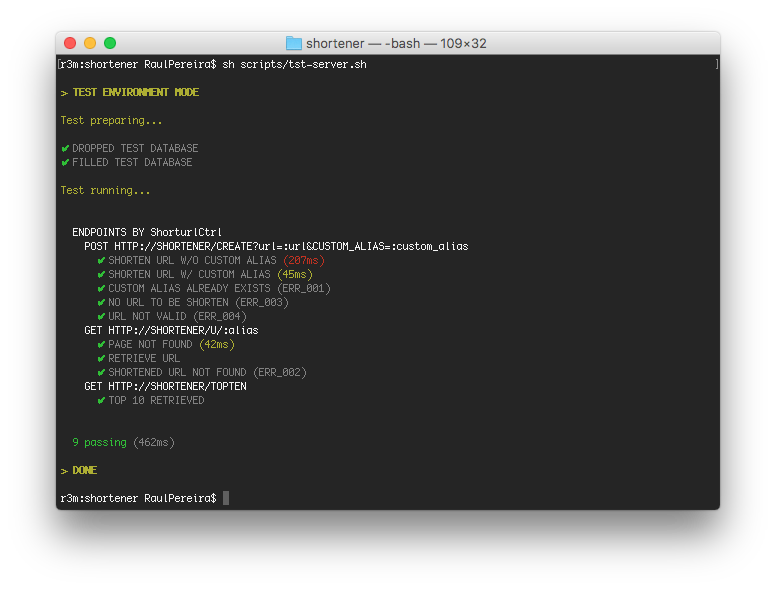 shortener — -bash — 109×32
[r3m:shortener RaulPereira$ sh scripts/tst-server.sh ]
> TEST ENVIRONMENT MODE
Test preparing...
✔ DROPPED TEST DATABASE
✔ FILLED TEST DATABASE
Test running...
ENDPOINTS BY ShorturlCtrl
POST HTTP://SHORTENER/CREATE?url=:url&CUSTOM_ALIAS=:custom_alias
✔ SHORTEN URL W/O CUSTOM ALIAS (207ms)
✔ SHORTEN URL W/ CUSTOM ALIAS (45ms)
✔ CUSTOM ALIAS ALREADY EXISTS (ERR_001)
✔ NO URL TO BE SHORTEN (ERR_003)
✔ URL NOT VALID (ERR_004)
GET HTTP://SHORTENER/U/:alias
✔ PAGE NOT FOUND (42ms)
✔ RETRIEVE URL
✔ SHORTENED URL NOT FOUND (ERR_002)
GET HTTP://SHORTENER/TOPTEN
✔ TOP 10 RETRIEVED
9 passing (462ms)
> DONE
r3m:shortener RaulPereira$